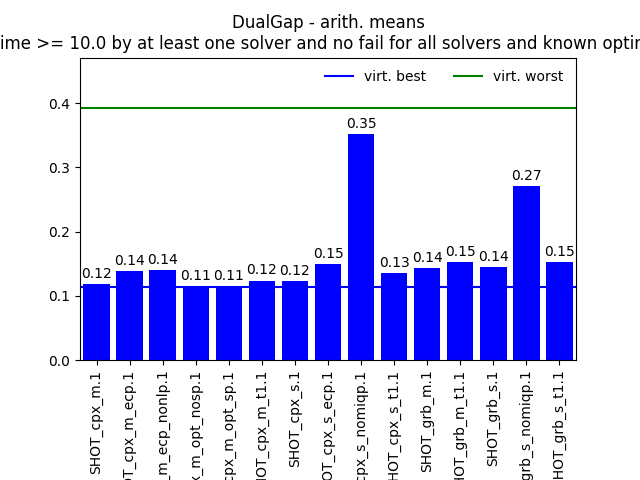 DualGap - arith. means
ime >= 10.0 by at least one solver and no fail for all solvers and known optin
virt. best
virt. worst
0.4
0.3
0.2
0.1
0.0
0.12
0.14
0.14
0.11
0.11
0.12
0.12
0.15
0.35
0.13
0.14
0.15
0.14
0.27
0.15
SHOT_cpx_m.1
OT_cpx_m_ecp.1
_m_ecp_nonlp.1
x_m_opt_nosp.1
cpx_m_opt_sp.1
HOT_cpx_m_t1.1
SHOT_cpx_s.1
OT_cpx_s_ecp.1
cpx_s_nomiqp.1
HOT_cpx_s_t1.1
SHOT_grb_m.1
HOT_grb_m_t1.1
SHOT_grb_s.1
grb_s_nomiqp.1
HOT_grb_s_t1.1